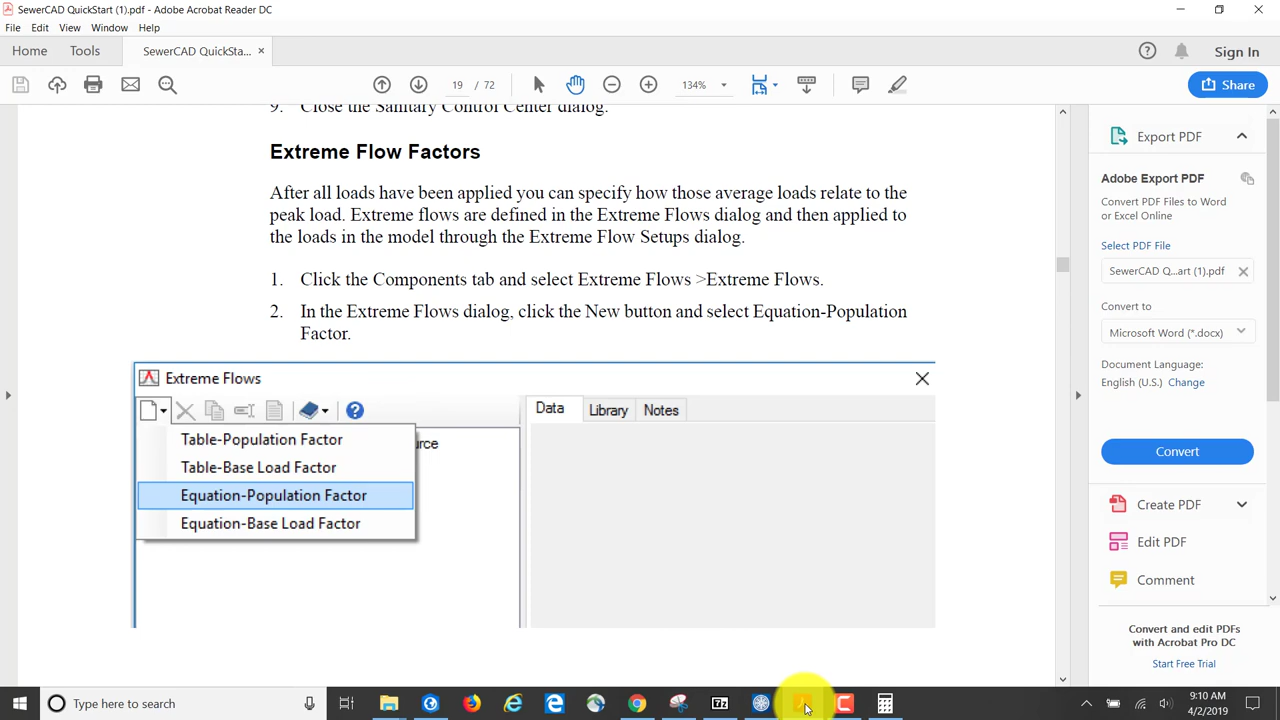 SewerCAD QuickStart (1).pdf - Adobe Acrobat Reader DC
File Edit View Window Help
Home Tools SewerCAD QuickSta... × Sign In
19 / 72 134% Share
9. Close the Sanitary Control Center dialog.
Extreme Flow Factors
After all loads have been applied you can specify how those average loads relate to the
peak load. Extreme flows are defined in the Extreme Flows dialog and then applied to
the loads in the model through the Extreme Flow Setups dialog.
1. Click the Components tab and select Extreme Flows >Extreme Flows.
2. In the Extreme Flows dialog, click the New button and select Equation-Population
Factor.
Extreme Flows
Data Library Notes
Table-Population Factor
urce
Table-Base Load Factor
Equation-Population Factor
Equation-Base Load Factor
Export PDF
Adobe Export PDF
Convert PDF Files to Word
or Excel Online
Select PDF File
SewerCAD Q...art (1).pdf
Convert to
Microsoft Word (*.docx)
Document Language:
English (U.S.) Change
Convert
Create PDF
Edit PDF
Comment
Convert and edit PDFs
with Acrobat Pro DC
Start Free Trial
Type here to search
7z
9:10 AM
4/2/2019